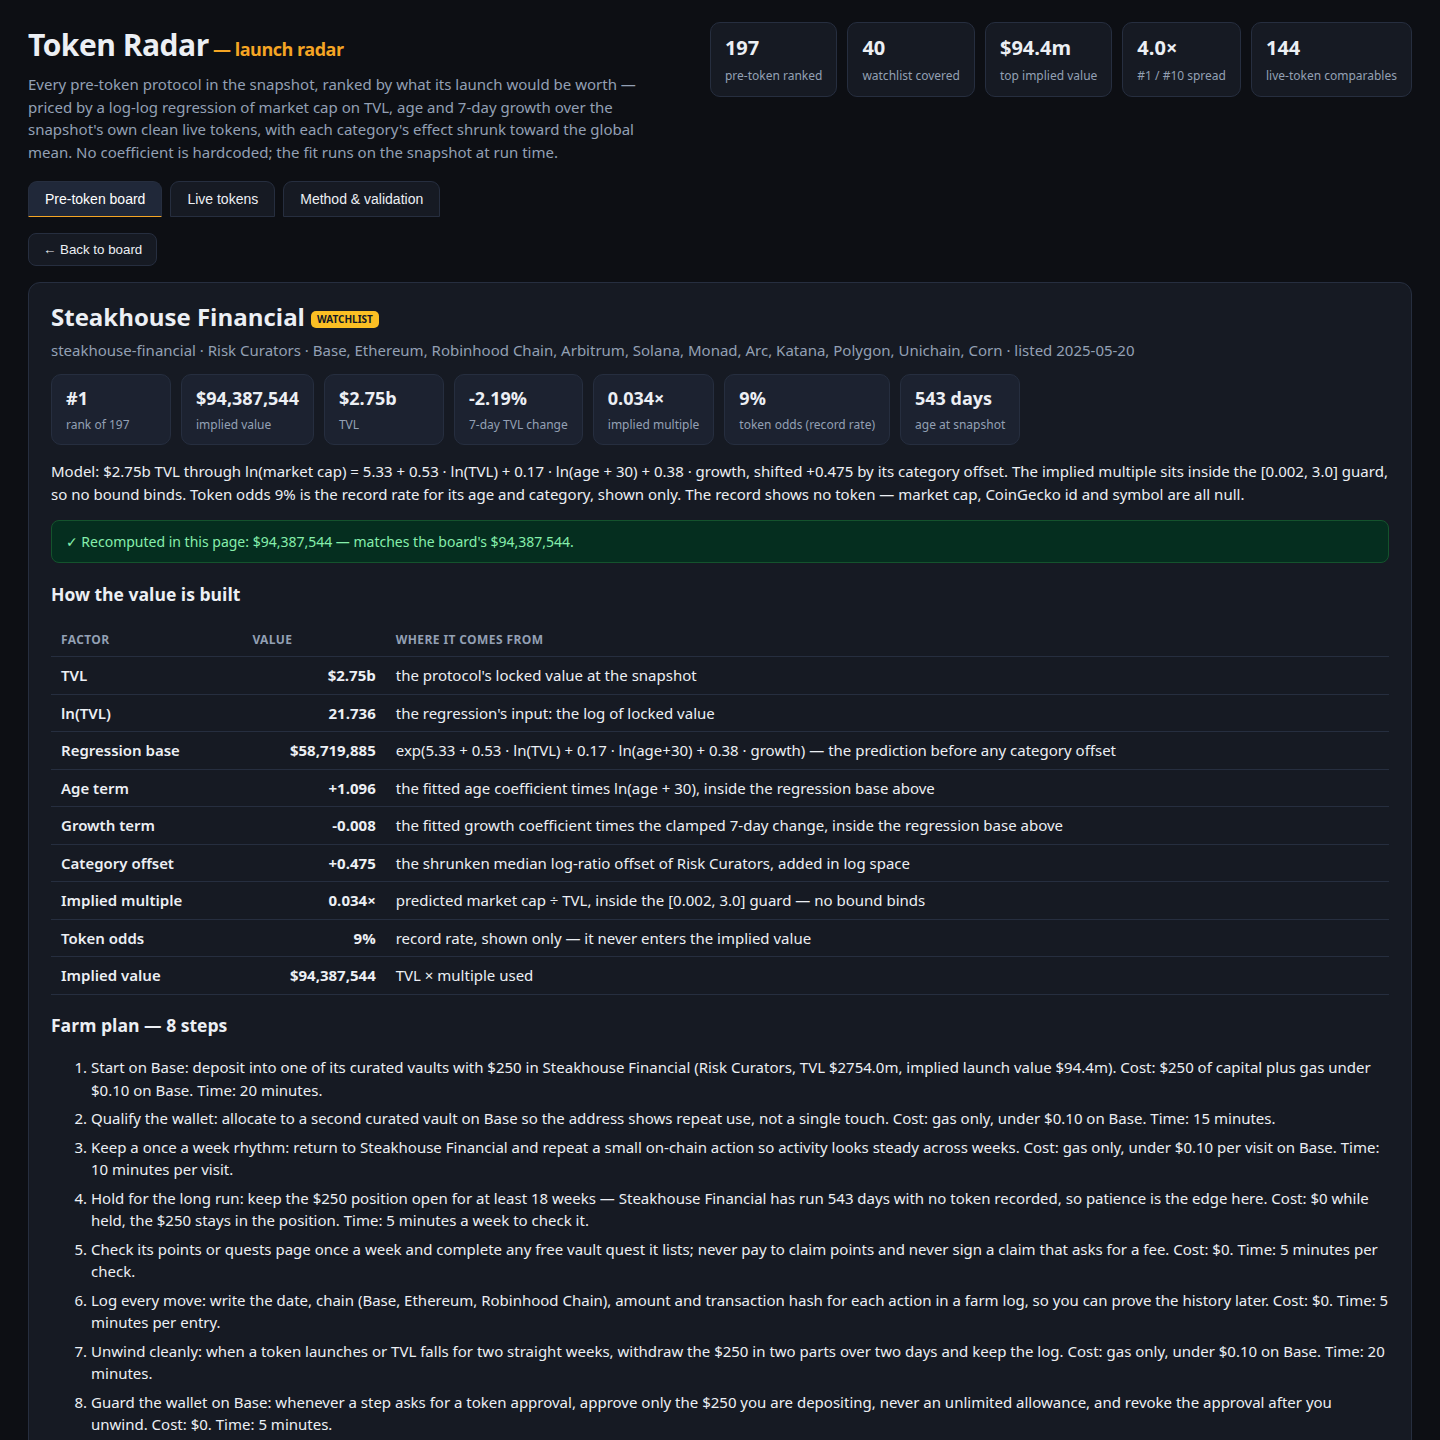 Token Radar — launch radar
Every pre-token protocol in the snapshot, ranked by what its launch would be worth —
priced by a log-log regression of market cap on TVL, age and 7-day growth over the
snapshot's own clean live tokens, with each category's effect shrunk toward the global
mean. No coefficient is hardcoded; the fit runs on the snapshot at run time.
197
pre-token ranked
40
watchlist covered
$94.4m
top implied value
4.0×
#1 / #10 spread
144
live-token comparables
Pre-token board
Live tokens
Method & validation
← Back to board
Steakhouse Financial WATCHLIST
steakhouse-financial · Risk Curators · Base, Ethereum, Robinhood Chain, Arbitrum, Solana, Monad, Arc, Katana, Polygon, Unichain, Corn · listed 2025-05-20
#1
rank of 197
$94,387,544
implied value
$2.75b
TVL
-2.19%
7-day TVL change
0.034×
implied multiple
9%
token odds (record rate)
543 days
age at snapshot
Model: $2.75b TVL through ln(market cap) = 5.33 + 0.53 · ln(TVL) + 0.17 · ln(age + 30) + 0.38 · growth, shifted +0.475 by its category offset. The implied multiple sits inside the [0.002, 3.0] guard,
so no bound binds. Token odds 9% is the record rate for its age and category, shown only. The record shows no token — market cap, CoinGecko id and symbol are all null.
✓ Recomputed in this page: $94,387,544 — matches the board's $94,387,544.
How the value is built
FACTOR VALUE WHERE IT COMES FROM
TVL $2.75b the protocol's locked value at the snapshot
ln(TVL) 21.736 the regression's input: the log of locked value
Regression base $58,719,885 exp(5.33 + 0.53 · ln(TVL) + 0.17 · ln(age+30) + 0.38 · growth) — the prediction before any category offset
Age term +1.096 the fitted age coefficient times ln(age + 30), inside the regression base above
Growth term -0.008 the fitted growth coefficient times the clamped 7-day change, inside the regression base above
Category offset +0.475 the shrunken median log-ratio offset of Risk Curators, added in log space
Implied multiple 0.034× predicted market cap ÷ TVL, inside the [0.002, 3.0] guard — no bound binds
Token odds 9% record rate, shown only — it never enters the implied value
Implied value $94,387,544 TVL × multiple used
Farm plan — 8 steps
1. Start on Base: deposit into one of its curated vaults with $250 in Steakhouse Financial (Risk Curators, TVL $2754.0m, implied launch value $94.4m). Cost: $250 of capital plus gas under
$0.10 on Base. Time: 20 minutes.
2. Qualify the wallet: allocate to a second curated vault on Base so the address shows repeat use, not a single touch. Cost: gas only, under $0.10 on Base. Time: 15 minutes.
3. Keep a once a week rhythm: return to Steakhouse Financial and repeat a small on-chain action so activity looks steady across weeks. Cost: gas only, under $0.10 per visit on Base. Time:
10 minutes per visit.
4. Hold for the long run: keep the $250 position open for at least 18 weeks — Steakhouse Financial has run 543 days with no token recorded, so patience is the edge here. Cost: $0 while
held, the $250 stays in the position. Time: 5 minutes a week to check it.
5. Check its points or quests page once a week and complete any free vault quest it lists; never pay to claim points and never sign a claim that asks for a fee. Cost: $0. Time: 5 minutes per
check.
6. Log every move: write the date, chain (Base, Ethereum, Robinhood Chain), amount and transaction hash for each action in a farm log, so you can prove the history later. Cost: $0. Time: 5
minutes per entry.
7. Unwind cleanly: when a token launches or TVL falls for two straight weeks, withdraw the $250 in two parts over two days and keep the log. Cost: gas only, under $0.10 on Base. Time: 20
minutes.
8. Guard the wallet on Base: whenever a step asks for a token approval, approve only the $250 you are depositing, never an unlimited allowance, and revoke the approval after you
unwind. Cost: $0. Time: 5 minutes.